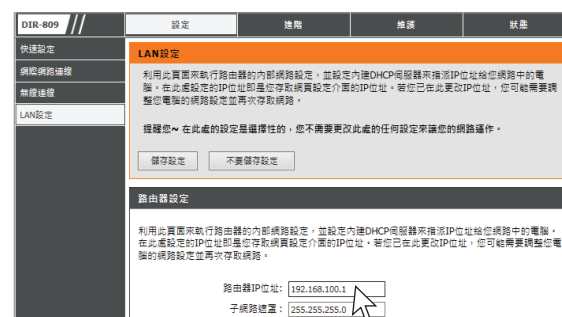 DIR-809 設定 進階 維護 狀態
快速設定
網際網路連線
無線連線
LAN設定
LAN設定
利用此頁面來執行路由器的內部網路設定，並設定內建DHCP伺服器來指派IP位址給您網路中的電
腦。在此處設定的IP位址即是您存取網頁設定介面的IP位址。若您已在此更改IP位址，您可能需要調
整您電腦的網路設定並再次存取網路。
提醒您~ 在此處的設定是選擇性的，您不需要更改此處的任何設定來讓您的網路運作。
儲存設定 不要儲存設定
路由器設定
利用此頁面來執行路由器的內部網路設定，並設定內建DHCP伺服器來指派IP位址給您網路中的電腦。
在此處設定的IP位址即是您存取網頁設定介面的IP位址。若您已在此更改IP位址，您可能需要調整您電
腦的網路設定並再次存取網路。
路由器IP位址: 192.168.100.1
子網路遮罩: 255.255.255.0